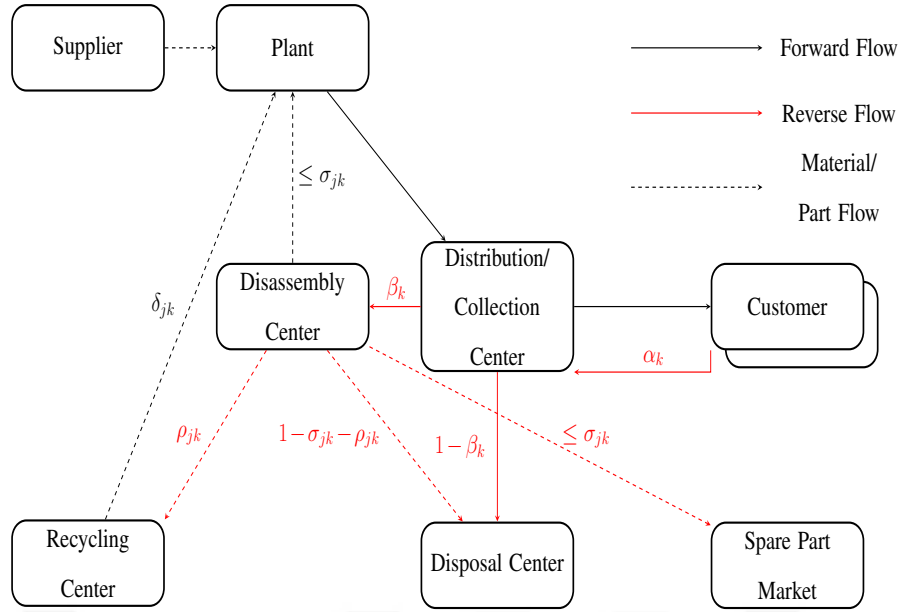 Supplier
Plant
Forward Flow
Reverse Flow
Material/
Part Flow
≤ σjk
Distribution/
Collection
Center
Disassembly
Center
βk
Customer
δjk
αk
ρjk
1−σjk−ρjk
1−βk
≤ σjk
Recycling
Center
Disposal Center
Spare Part
Market